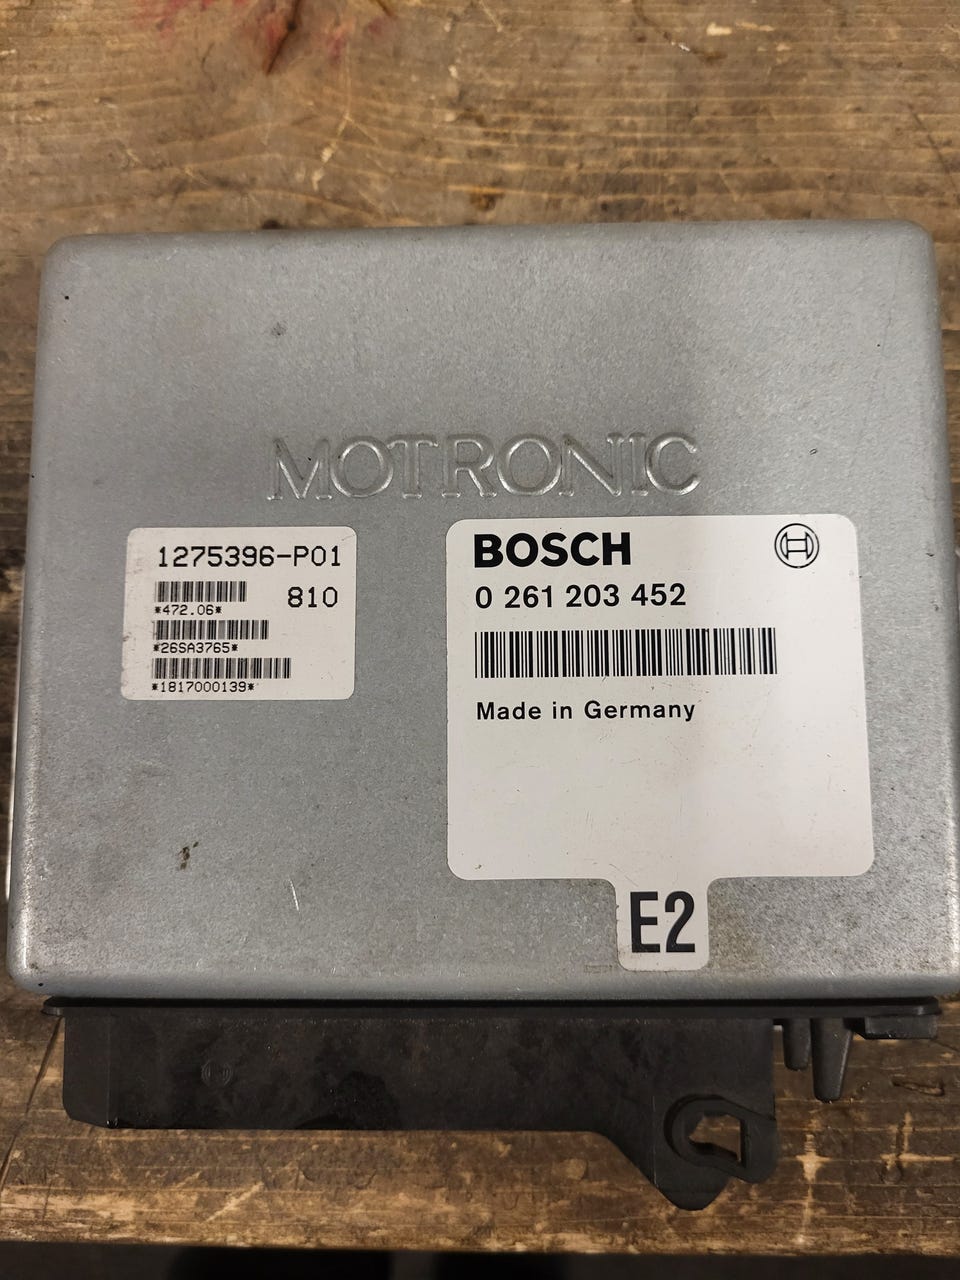 MOTRONIC
1275396-P01
810
*472.06*
*26SA3765*
*1817000139*
BOSCH
0 261 203 452
Made in Germany
E2